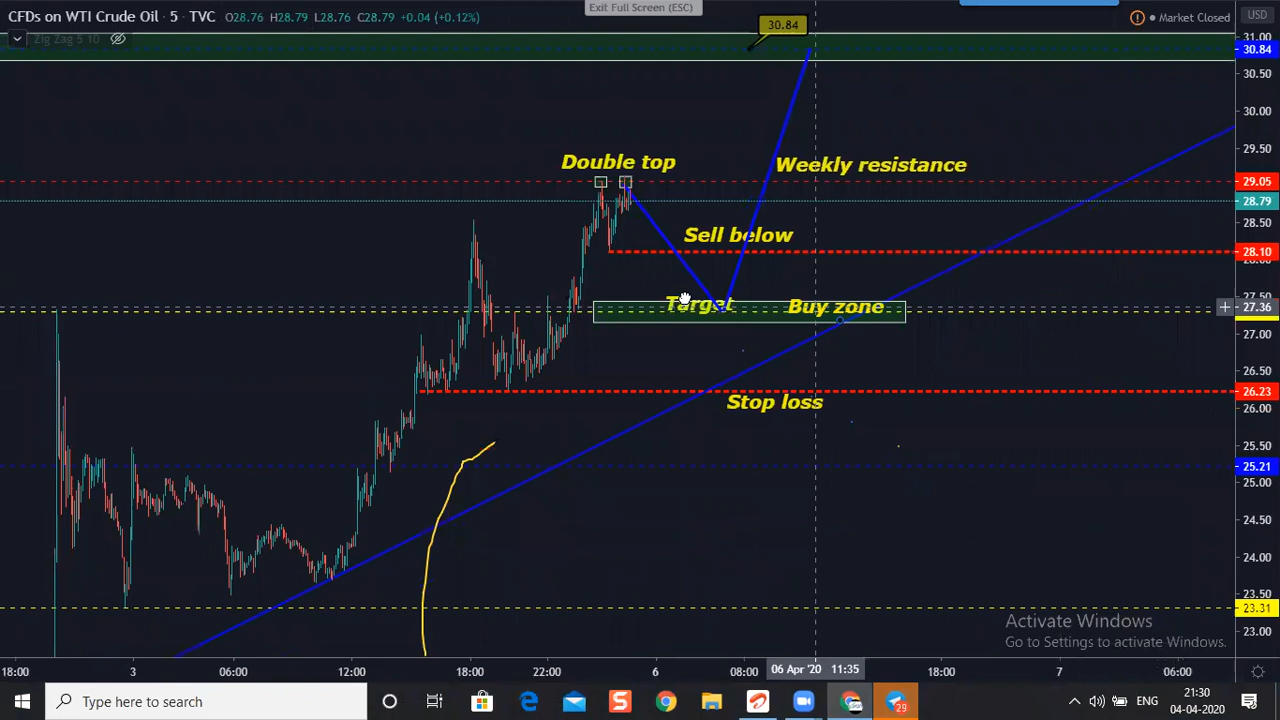 CFDs on WTI Crude Oil · 5 · TVC O28.76 H28.79 L28.76 C28.79 +0.04 (+0.12%)
Exit Full Screen (ESC)
Market Closed
USD
Zig Zag 5 10
30.84
31.00
30.84
30.50
30.00
29.50
Double top
Weekly resistance
29.05
28.79
Sell below
28.10
Target
Buy zone
27.36
27.00
26.50
26.23
Stop loss
26.00
25.50
25.21
25.00
24.50
24.00
23.50
23.31
23.00
Activate Windows
Go to Settings to activate Windows.
18:00 3 06:00 12:00 18:00 22:00 6 08:00 06 Apr '20 11:35 18:00 7 06:00
Type here to search
S
29
ENG
21:30
04-04-2020